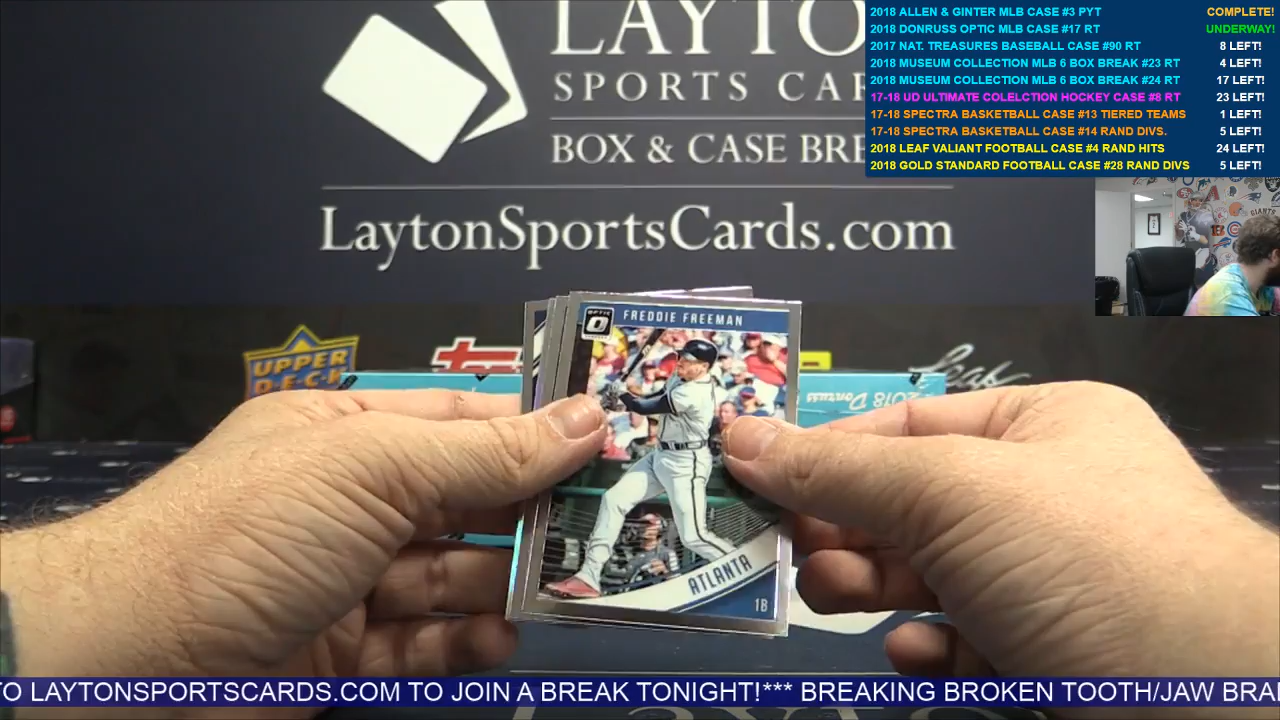 LAYTO
SPORTS CAR
BOX & CASE BRE
LaytonSportsCards.com
2018 ALLEN & GINTER MLB CASE #3 PYT COMPLETE!
2018 DONRUSS OPTIC MLB CASE #17 RT UNDERWAY!
2017 NAT. TREASURES BASEBALL CASE #90 RT 8 LEFT!
2018 MUSEUM COLLECTION MLB 6 BOX BREAK #23 RT 4 LEFT!
2018 MUSEUM COLLECTION MLB 6 BOX BREAK #24 RT 17 LEFT!
17-18 UD ULTIMATE COLELCTION HOCKEY CASE #8 RT 23 LEFT!
17-18 SPECTRA BASKETBALL CASE #13 TIERED TEAMS 1 LEFT!
17-18 SPECTRA BASKETBALL CASE #14 RAND DIVS. 5 LEFT!
2018 LEAF VALIANT FOOTBALL CASE #4 RAND HITS 24 LEFT!
2018 GOLD STANDARD FOOTBALL CASE #28 RAND DIVS 5 LEFT!
GIANTS
OPTIC
FREDDIE FREEMAN
UPPER
DECK
Leaf
2018 Donruss
ATLANTA
1B
TO LAYTONSPORTSCARDS.COM TO JOIN A BREAK TONIGHT!*** BREAKING BROKEN TOOTH/JAW BRA